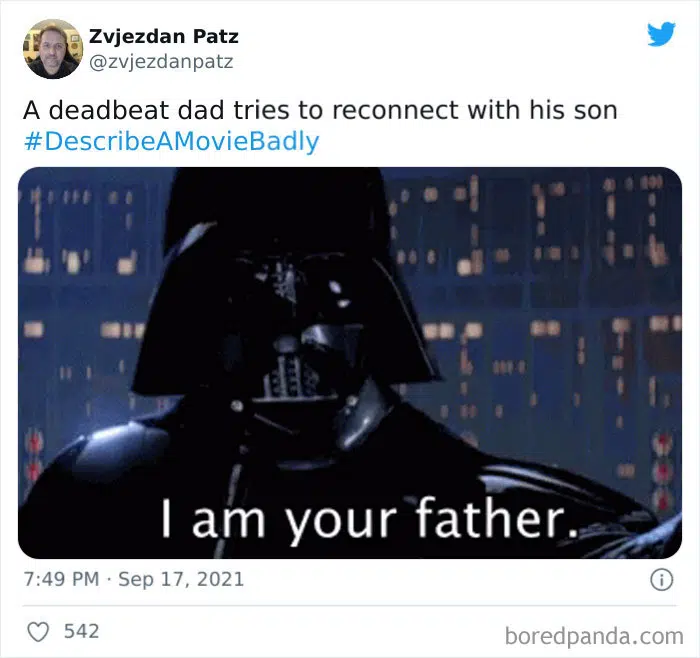 Zvjezdan Patz
@zvjezdanpatz
A deadbeat dad tries to reconnect with his son
#DescribeAMovieBadly
I am your father.
7:49 PM · Sep 17, 2021
542
boredpanda.com